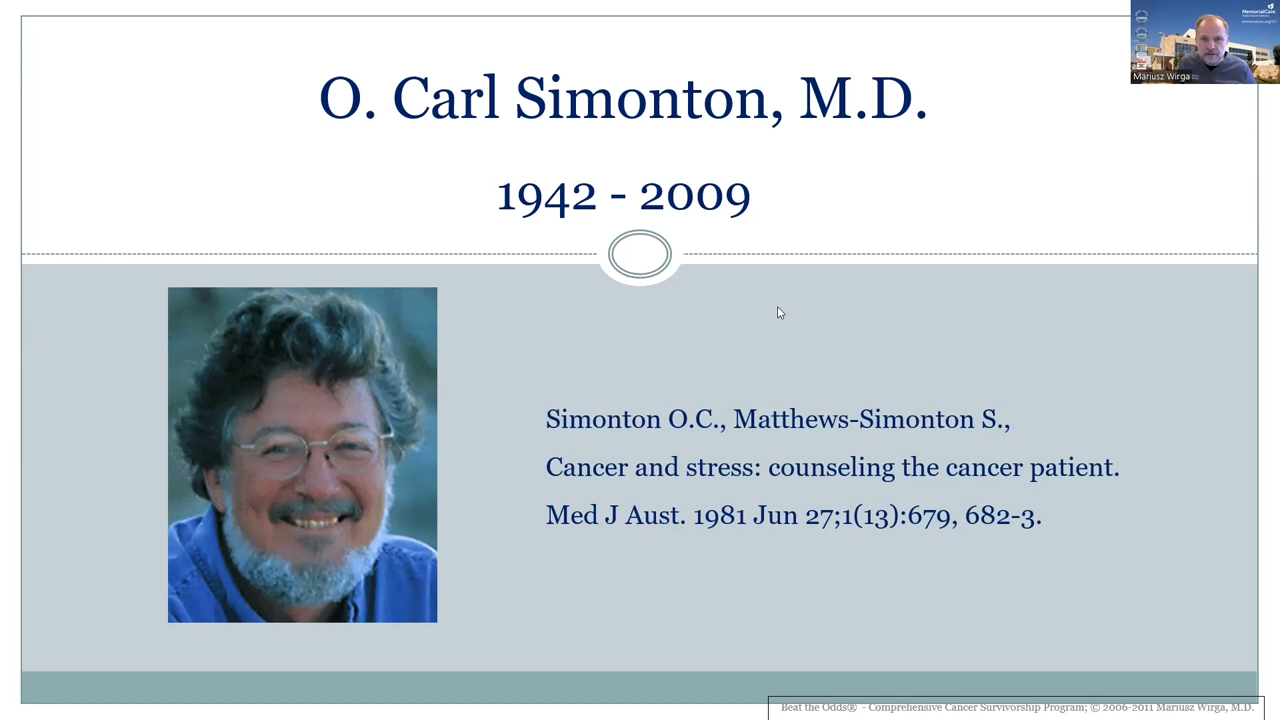 O. Carl Simonton, M.D.
1942 - 2009
MemorialCare
Mariusz Wirga
Simonton O.C., Matthews-Simonton S.,
Cancer and stress: counseling the cancer patient.
Med J Aust. 1981 Jun 27;1(13):679, 682-3.
Beat the Odds® - Comprehensive Cancer Survivorship Program; © 2006-2011 Mariusz Wirga, M.D.